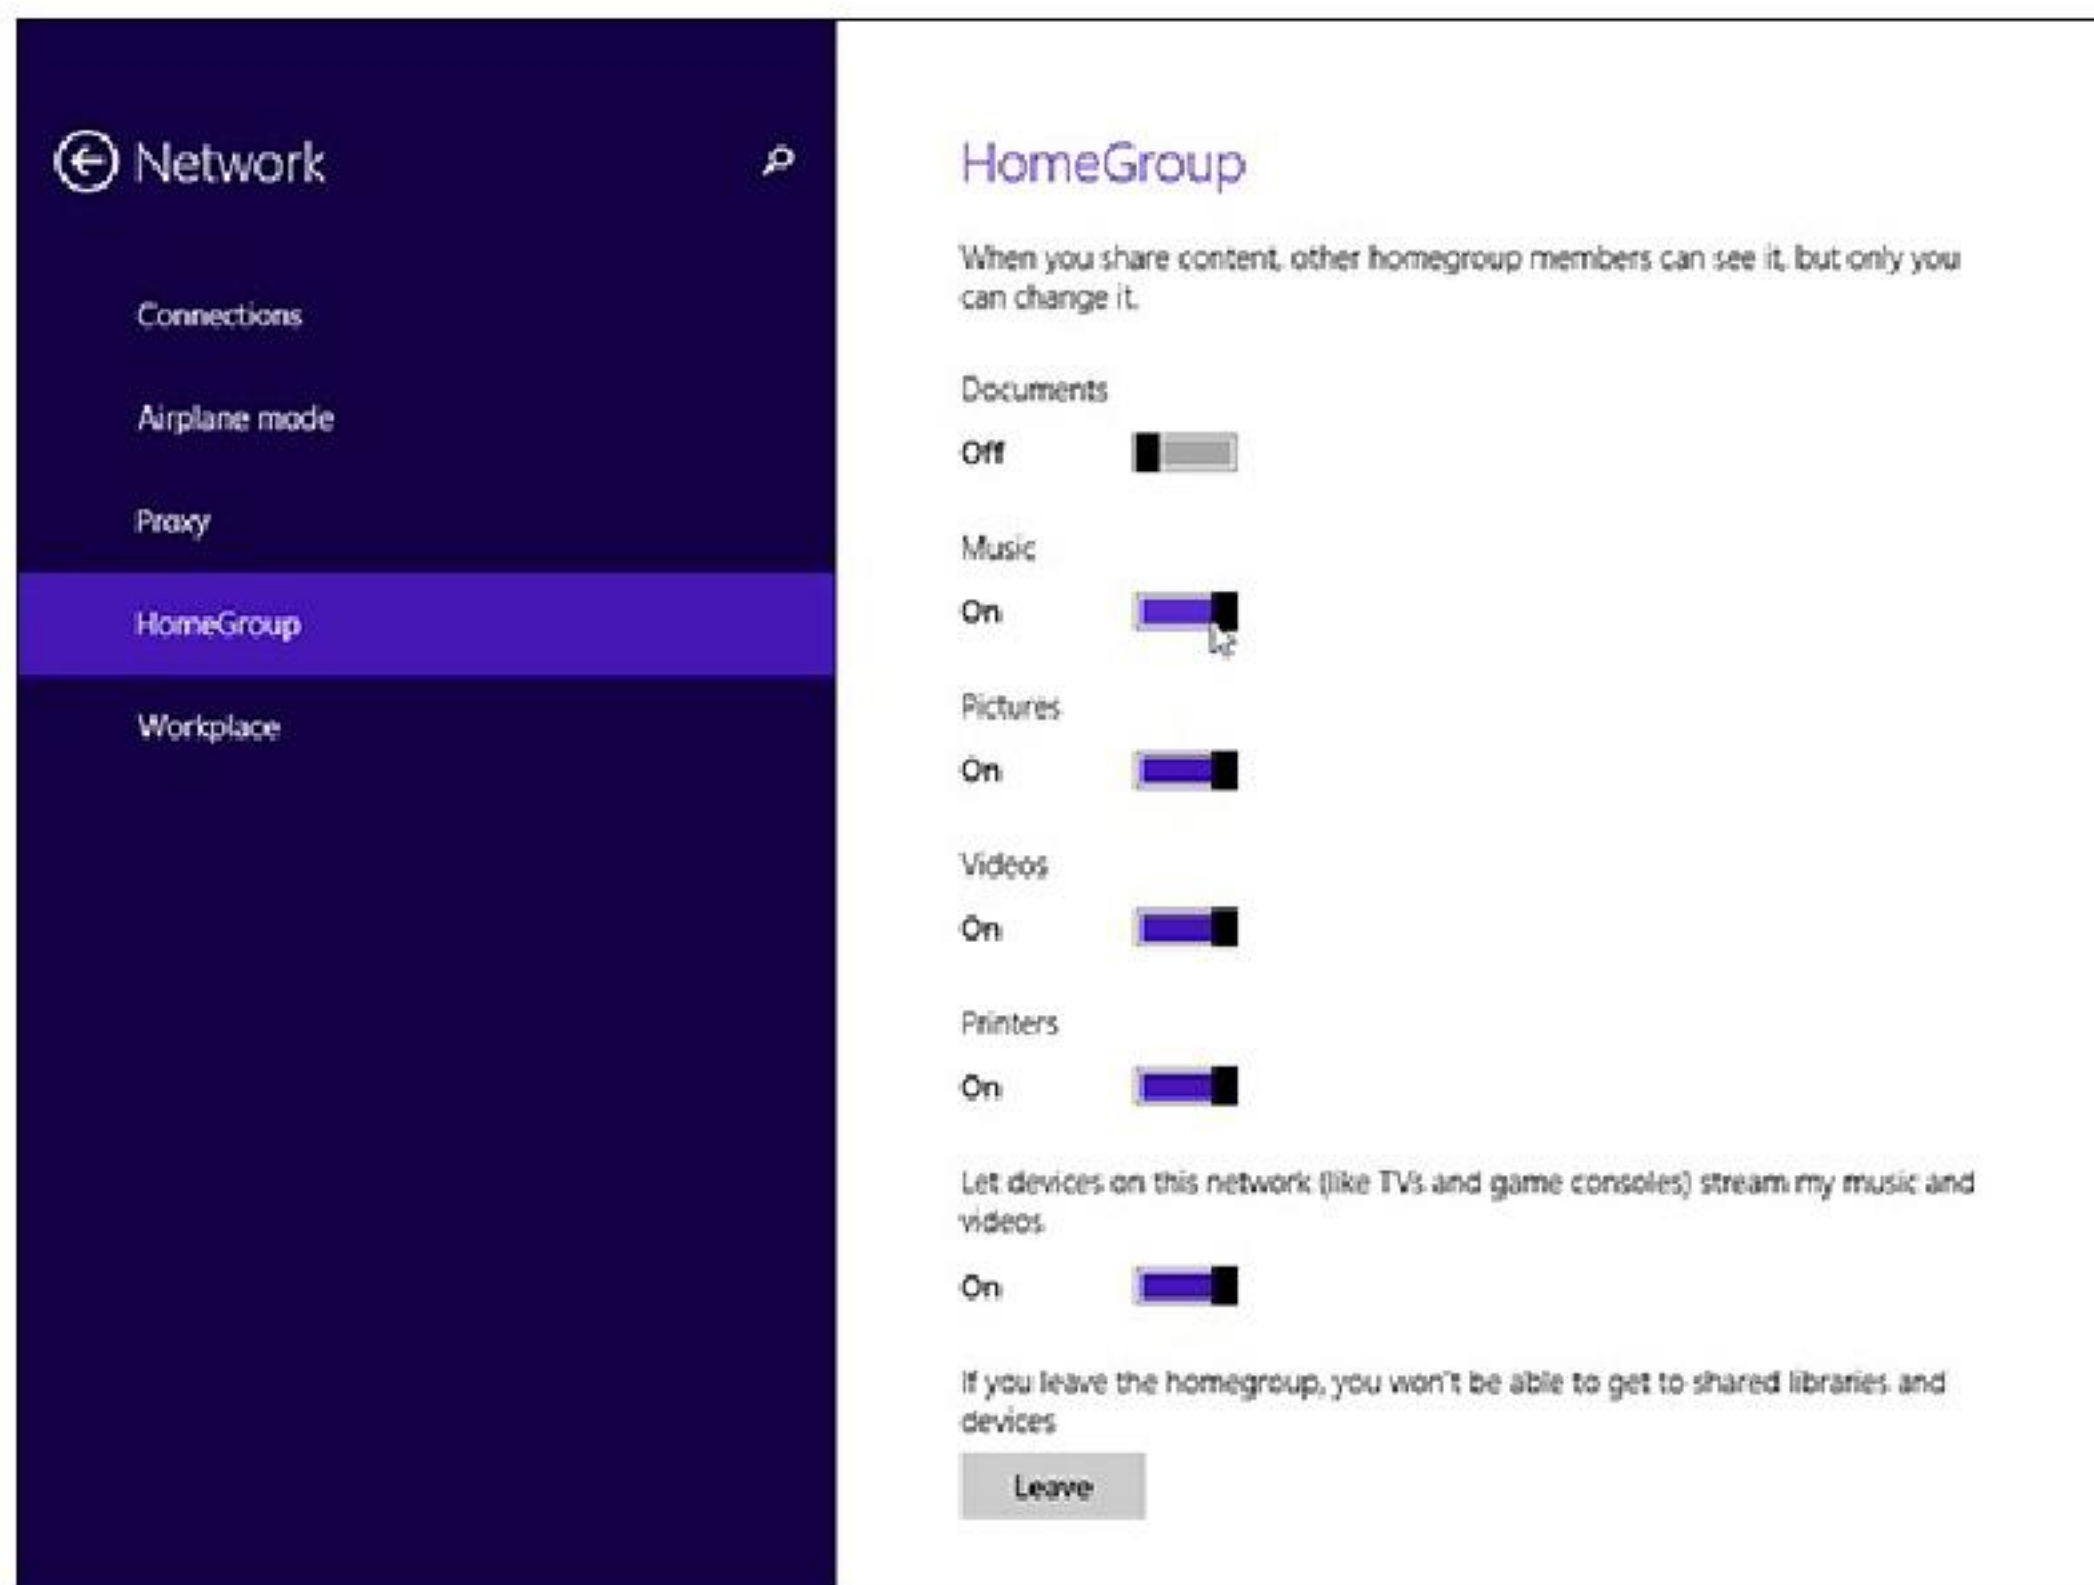 Network
Connections
Airplane mode
Proxy
HomeGroup
Workplace
HomeGroup
When you share content, other homegroup members can see it, but only you
can change it.
Documents
Off
Music
On
Pictures
On
Videos
On
Printers
On
Let devices on this network (like TVs and game consoles) stream my music and
videos
On
If you leave the homegroup, you won't be able to get to shared libraries and
devices
Leave